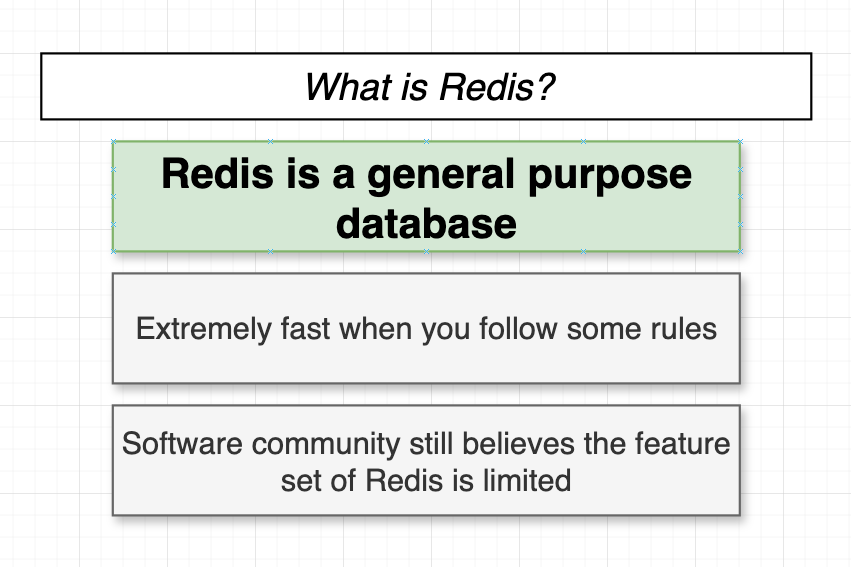 What is Redis?
Redis is a general purpose
database
Extremely fast when you follow some rules
Software community still believes the feature
set of Redis is limited